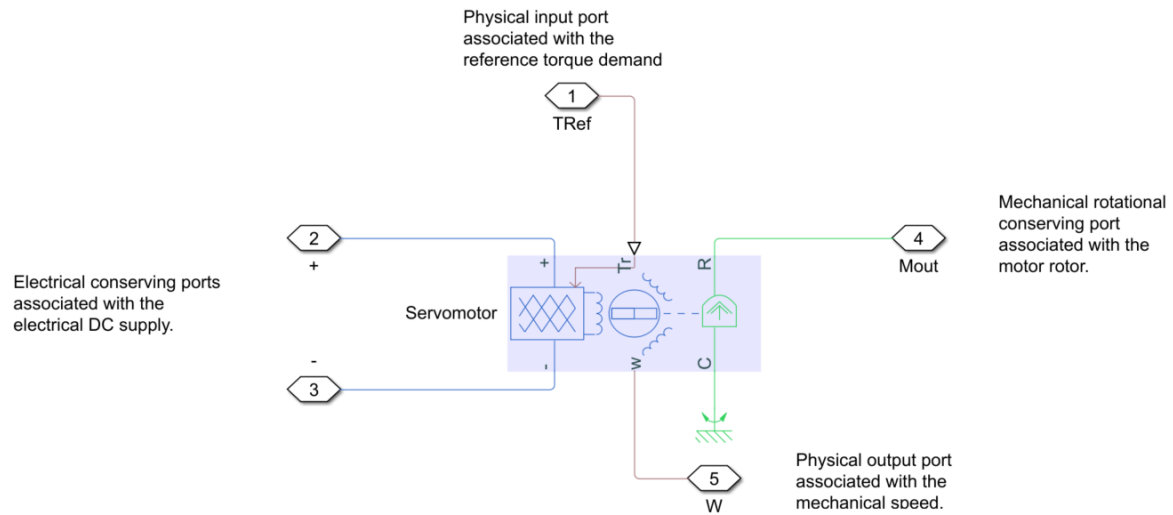 Physical input port
associated with the
reference torque demand
1
TRef
Mechanical rotational
conserving port
associated with the
motor rotor.
2
+
4
Mout
Electrical conserving ports
associated with the
electrical DC supply.
+
Tr
R
Servomotor
-
w
C
-
3
Physical output port
associated with the
mechanical speed.
5
W